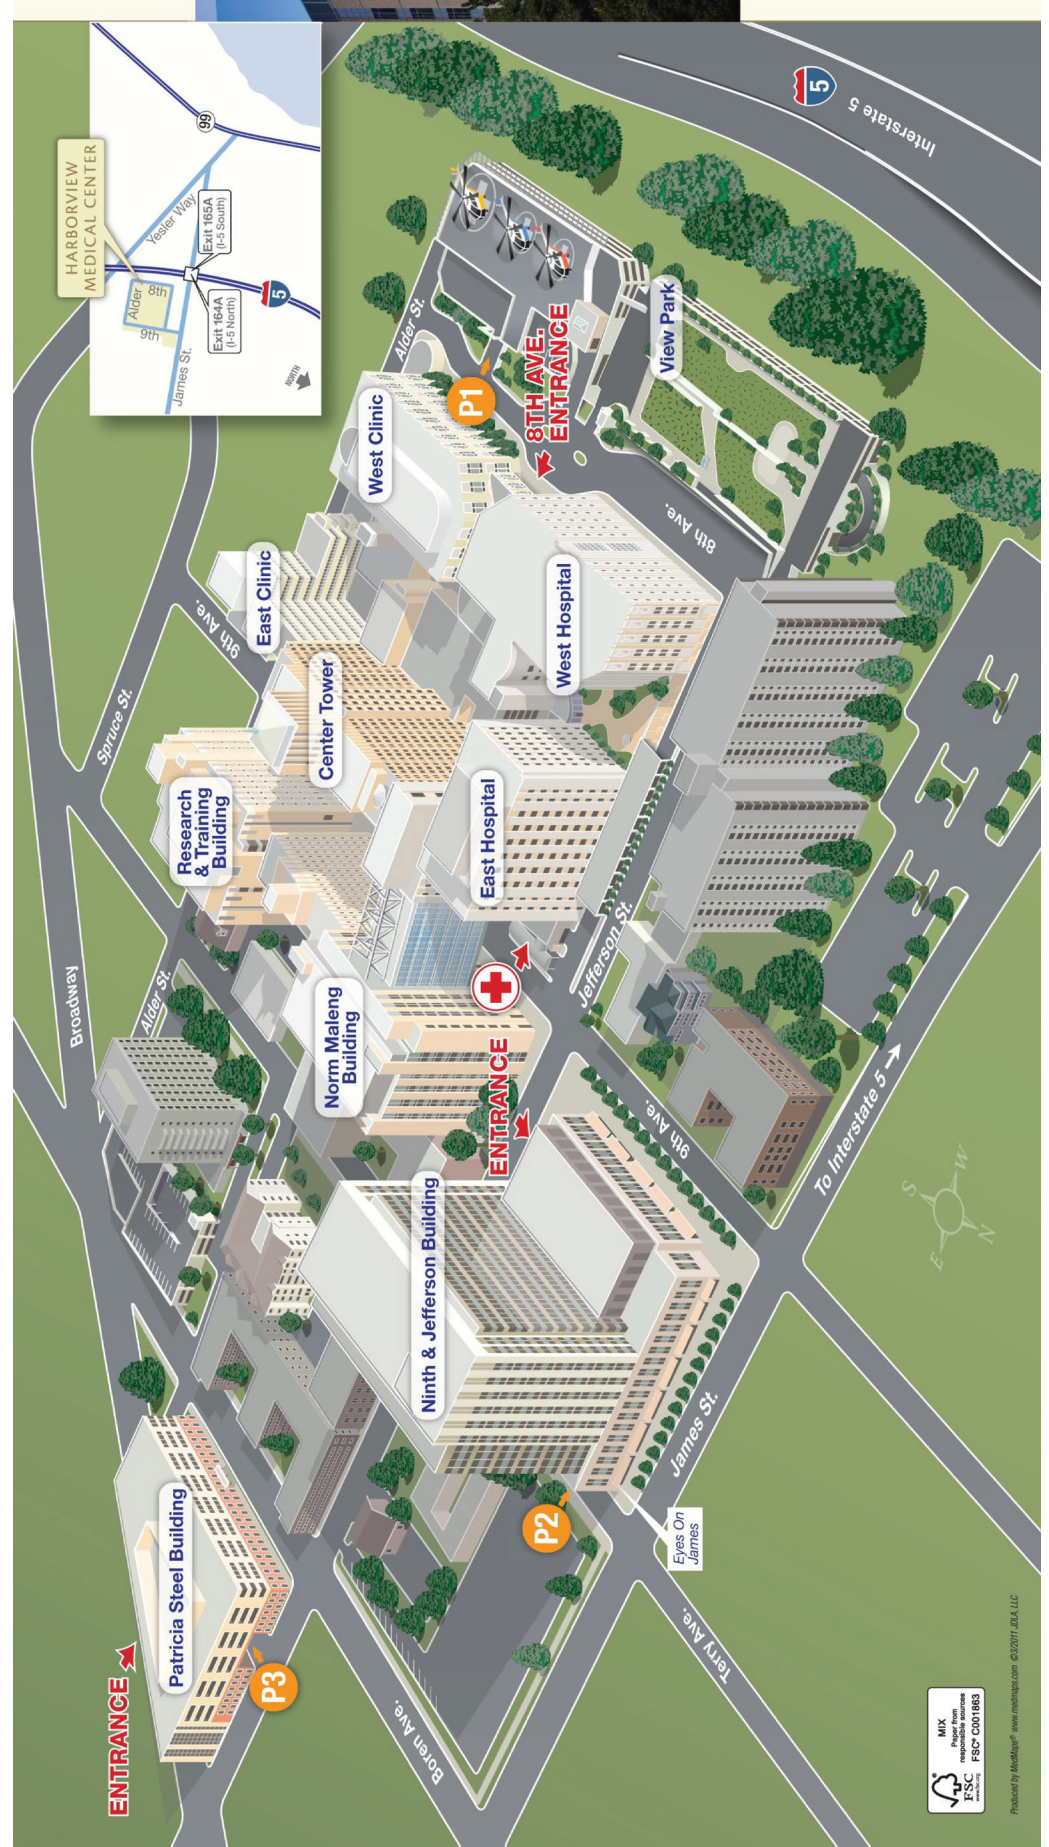 HARBORVIEW
MEDICAL CENTER
Alder
8th
9th
Yesler Way
99
James St.
Exit 165A
(I-5 South)
Exit 164A
(I-5 North)
5
NORTH
5
Interstate 5
Alder St.
P1
8TH AVE.
ENTRANCE
View Park
West Clinic
8th Ave.
East Clinic
9th Ave.
West Hospital
Center Tower
Spruce St.
Research
& Training
Building
East Hospital
Jefferson St.
Broadway
Alder St.
Norm Maleng
Building
ENTRANCE
9th Ave.
To Interstate 5
Ninth & Jefferson Building
S
W
E
N
James St.
P2
Eyes On
James
Patricia Steel Building
ENTRANCE
P3
Boren Ave.
Terry Ave.
FSC
www.fsc.org
MIX
Paper from
responsible sources
FSC® C001863
Produced by MedMaps® www.medmaps.com ©3/2011 JDLA, LLC